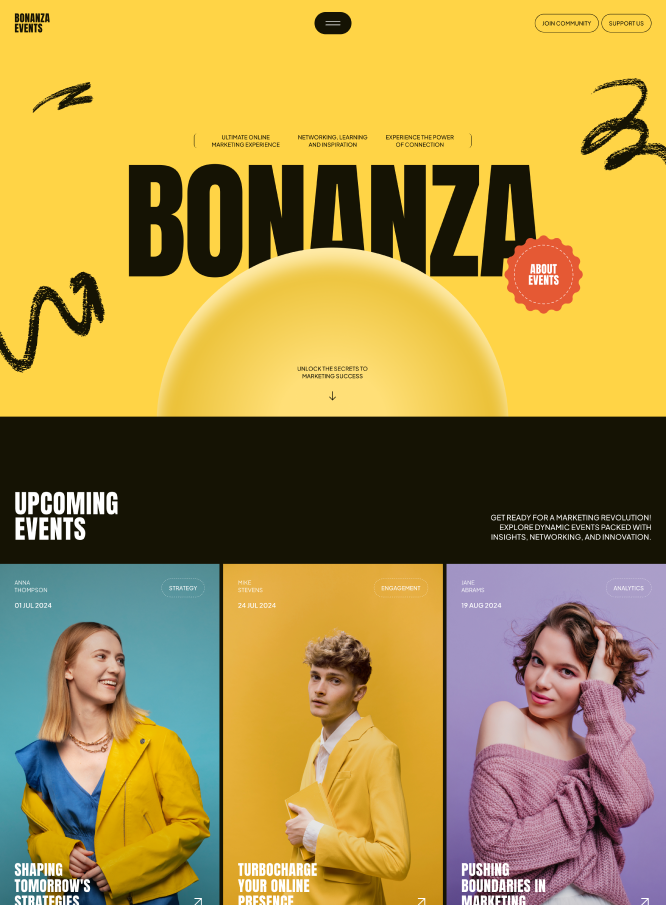 BONANZA
EVENTS
JOIN COMMUNITY
SUPPORT US
ULTIMATE ONLINE
MARKETING EXPERIENCE
NETWORKING, LEARNING
AND INSPIRATION
EXPERIENCE THE POWER
OF CONNECTION
BONANZA
ABOUT
EVENTS
UNLOCK THE SECRETS TO
MARKETING SUCCESS
UPCOMING
EVENTS
GET READY FOR A MARKETING REVOLUTION!
EXPLORE DYNAMIC EVENTS PACKED WITH
INSIGHTS, NETWORKING, AND INNOVATION.
ANNA
THOMPSON
STRATEGY
01 JUL 2024
SHAPING
TOMORROW'S
STRATEGIES
MIKE
STEVENS
ENGAGEMENT
24 JUL 2024
TURBOCHARGE
YOUR ONLINE
PRESENCE
JANE
ABRAMS
ANALYTICS
19 AUG 2024
PUSHING
BOUNDARIES IN
MARKETING